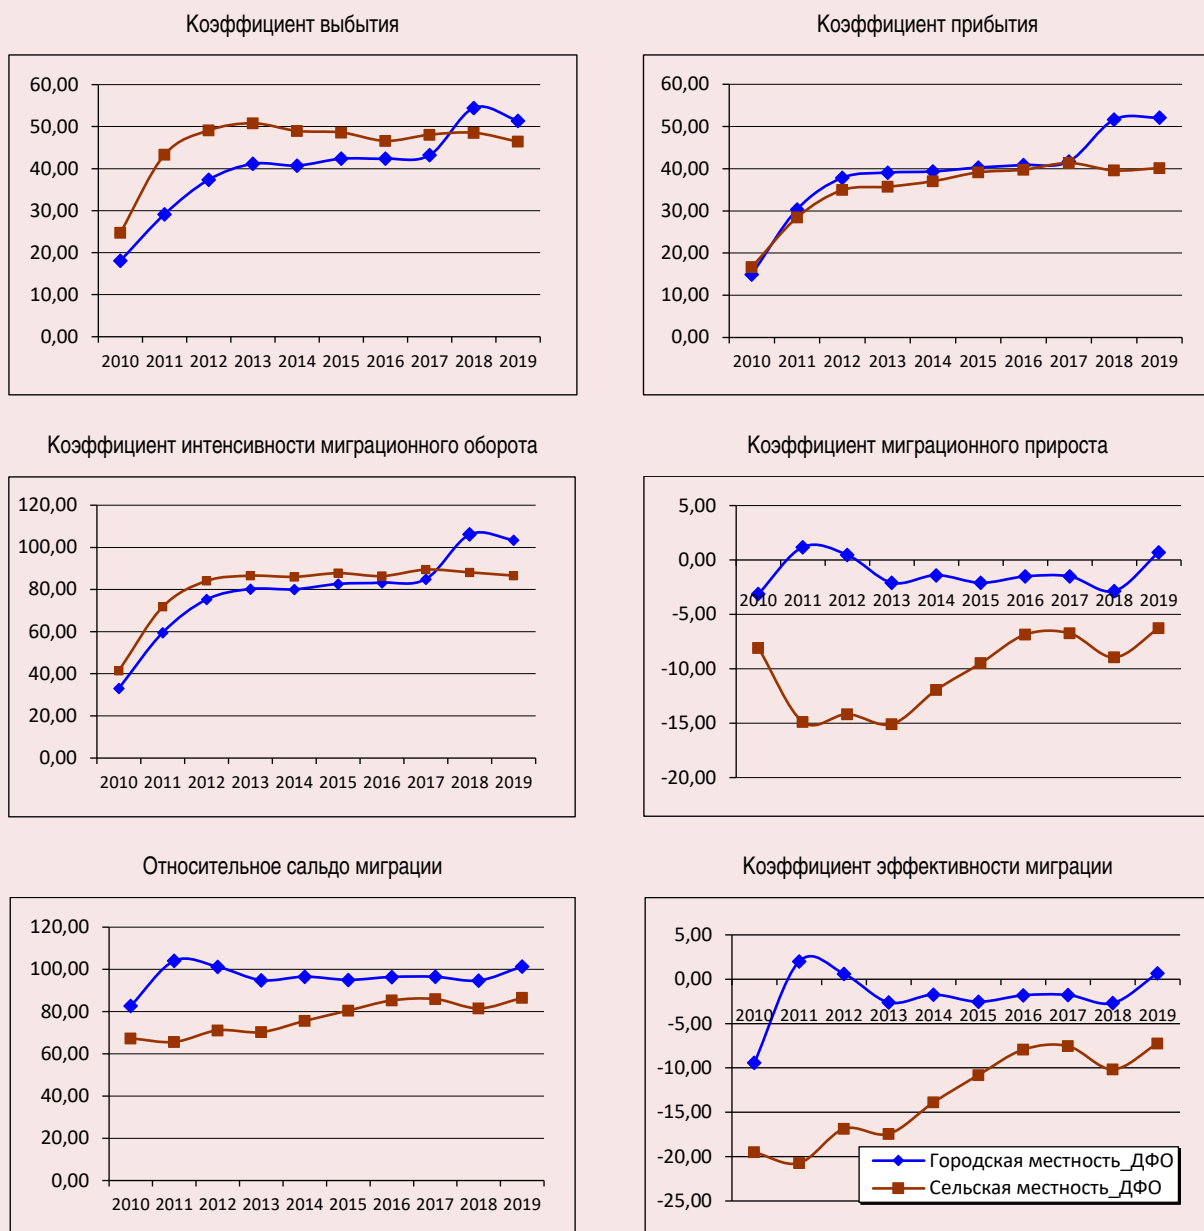 Коэффициент выбытия
60,00
50,00
40,00
30,00
20,00
10,00
0,00
2010 2011 2012 2013 2014 2015 2016 2017 2018 2019
Коэффициент прибытия
60,00
50,00
40,00
30,00
20,00
10,00
0,00
2010 2011 2012 2013 2014 2015 2016 2017 2018 2019
Коэффициент интенсивности миграционного оборота
120,00
100,00
80,00
60,00
40,00
20,00
0,00
2010 2011 2012 2013 2014 2015 2016 2017 2018 2019
Коэффициент миграционного прироста
5,00
0,00
2010 2011 2012 2013 2014 2015 2016 2017 2018 2019
-5,00
-10,00
-15,00
-20,00
Относительное сальдо миграции
120,00
100,00
80,00
60,00
40,00
20,00
0,00
2010 2011 2012 2013 2014 2015 2016 2017 2018 2019
Коэффициент эффективности миграции
5,00
0,00
2010 2011 2012 2013 2014 2015 2016 2017 2018 2019
-5,00
-10,00
-15,00
-20,00
-25,00
Городская местность_ДФО
Сельская местность_ДФО